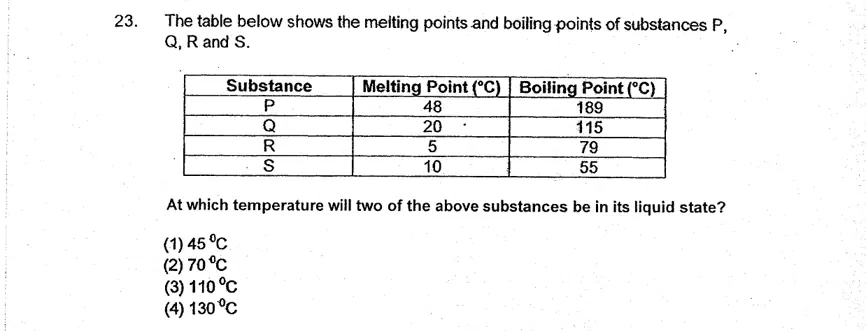 23. The table below shows the melting points and boiling points of substances P,
Q, R and S.
Substance Melting Point (°C) Boiling Point (°C)
P 48 189
Q 20 115
R 5 79
S 10 55
At which temperature will two of the above substances be in its liquid state?
(1) 45 °C
(2) 70 °C
(3) 110 °C
(4) 130 °C